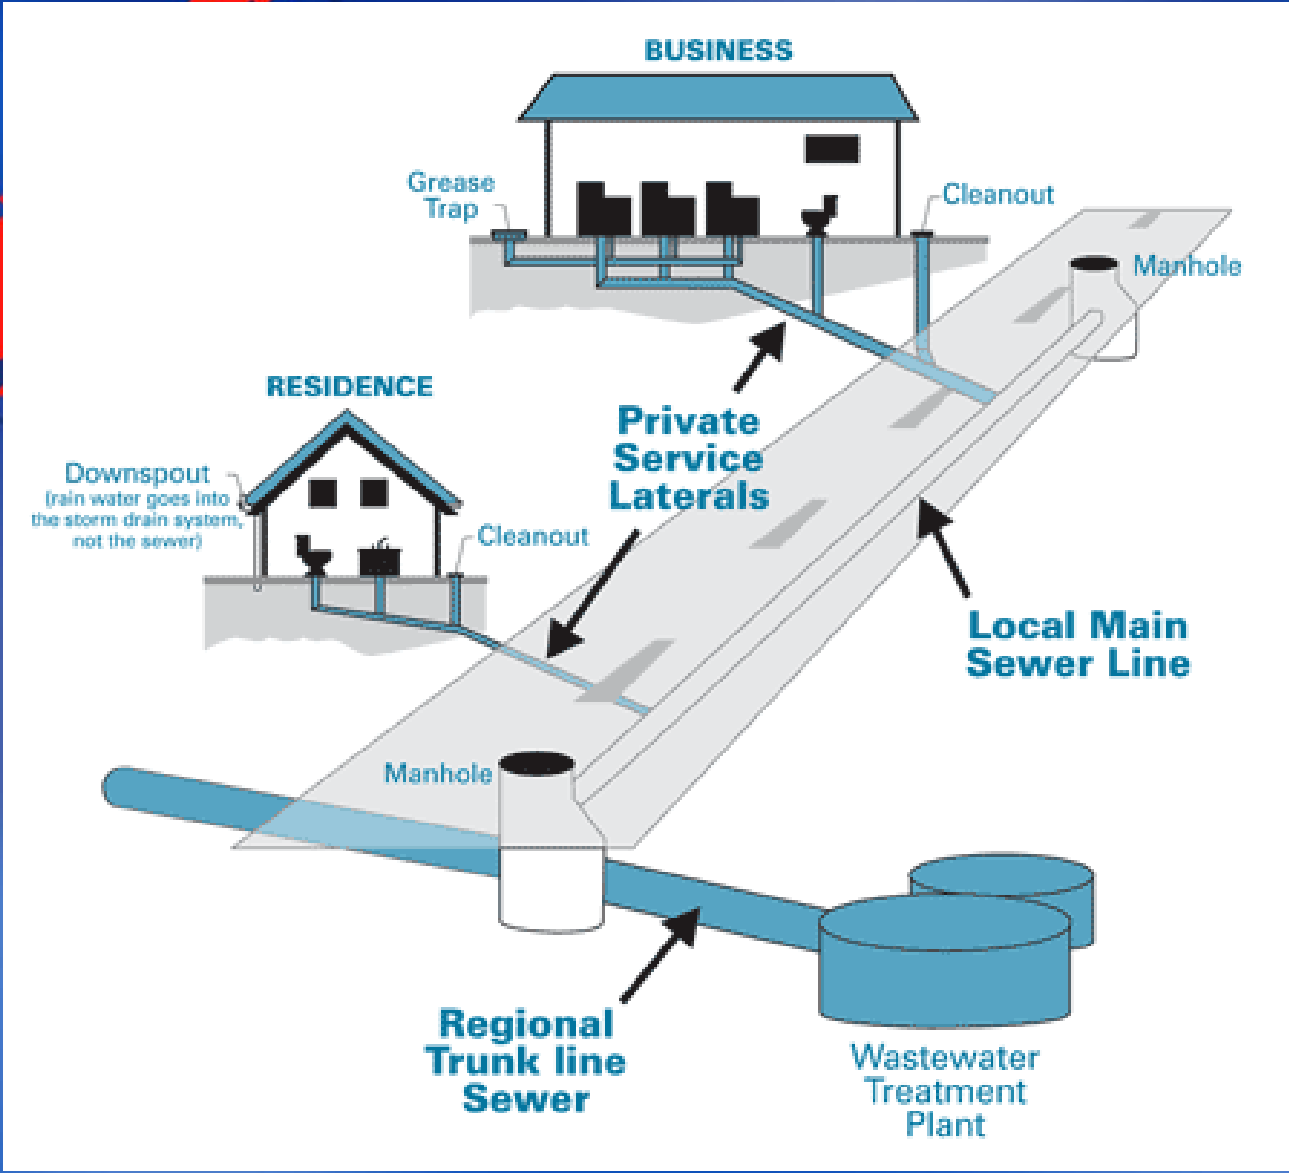 BUSINESS
Grease
Trap
Cleanout
Manhole
RESIDENCE
Private
Service
Laterals
Downspout
(rain water goes into
the storm drain system,
not the sewer)
Cleanout
Local Main
Sewer Line
Manhole
Regional
Trunk line
Sewer
Wastewater
Treatment
Plant